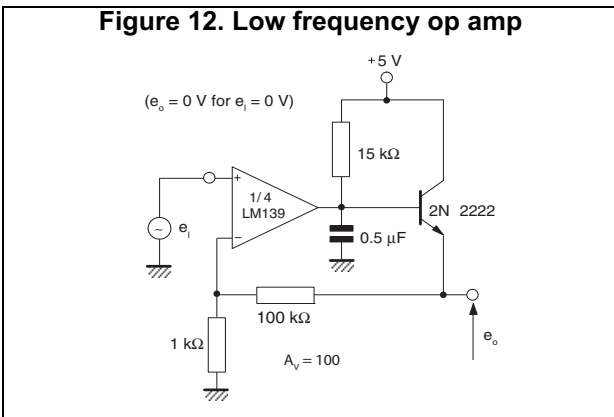 Figure 12. Low frequency op amp
+5 V
(eo = 0 V for eI = 0 V)
15 kΩ
+
1/4
LM139
−
2N 2222
~
eI
0.5 μF
100 kΩ
1 kΩ
AV = 100
eo